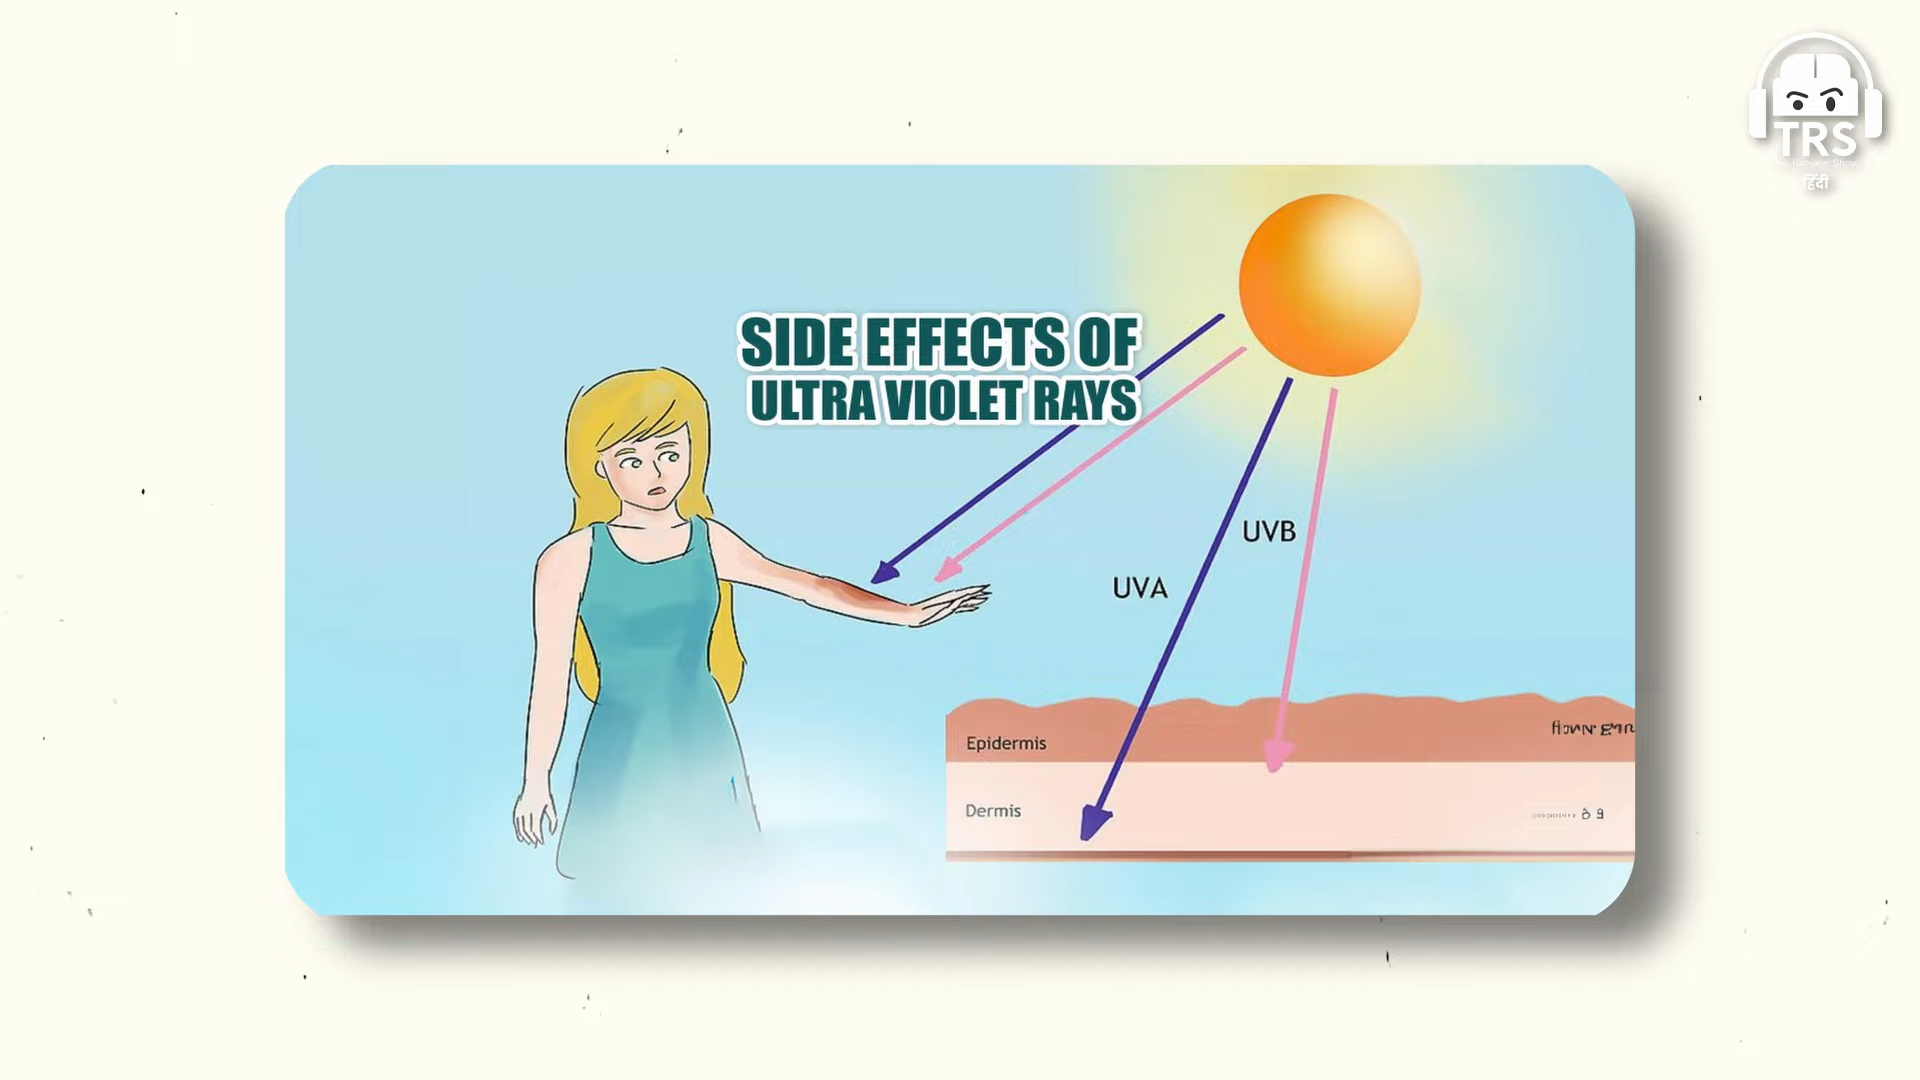 TRS
हिंदी
SIDE EFFECTS OF
ULTRA VIOLET RAYS
UVB
UVA
Epidermis
Dermis